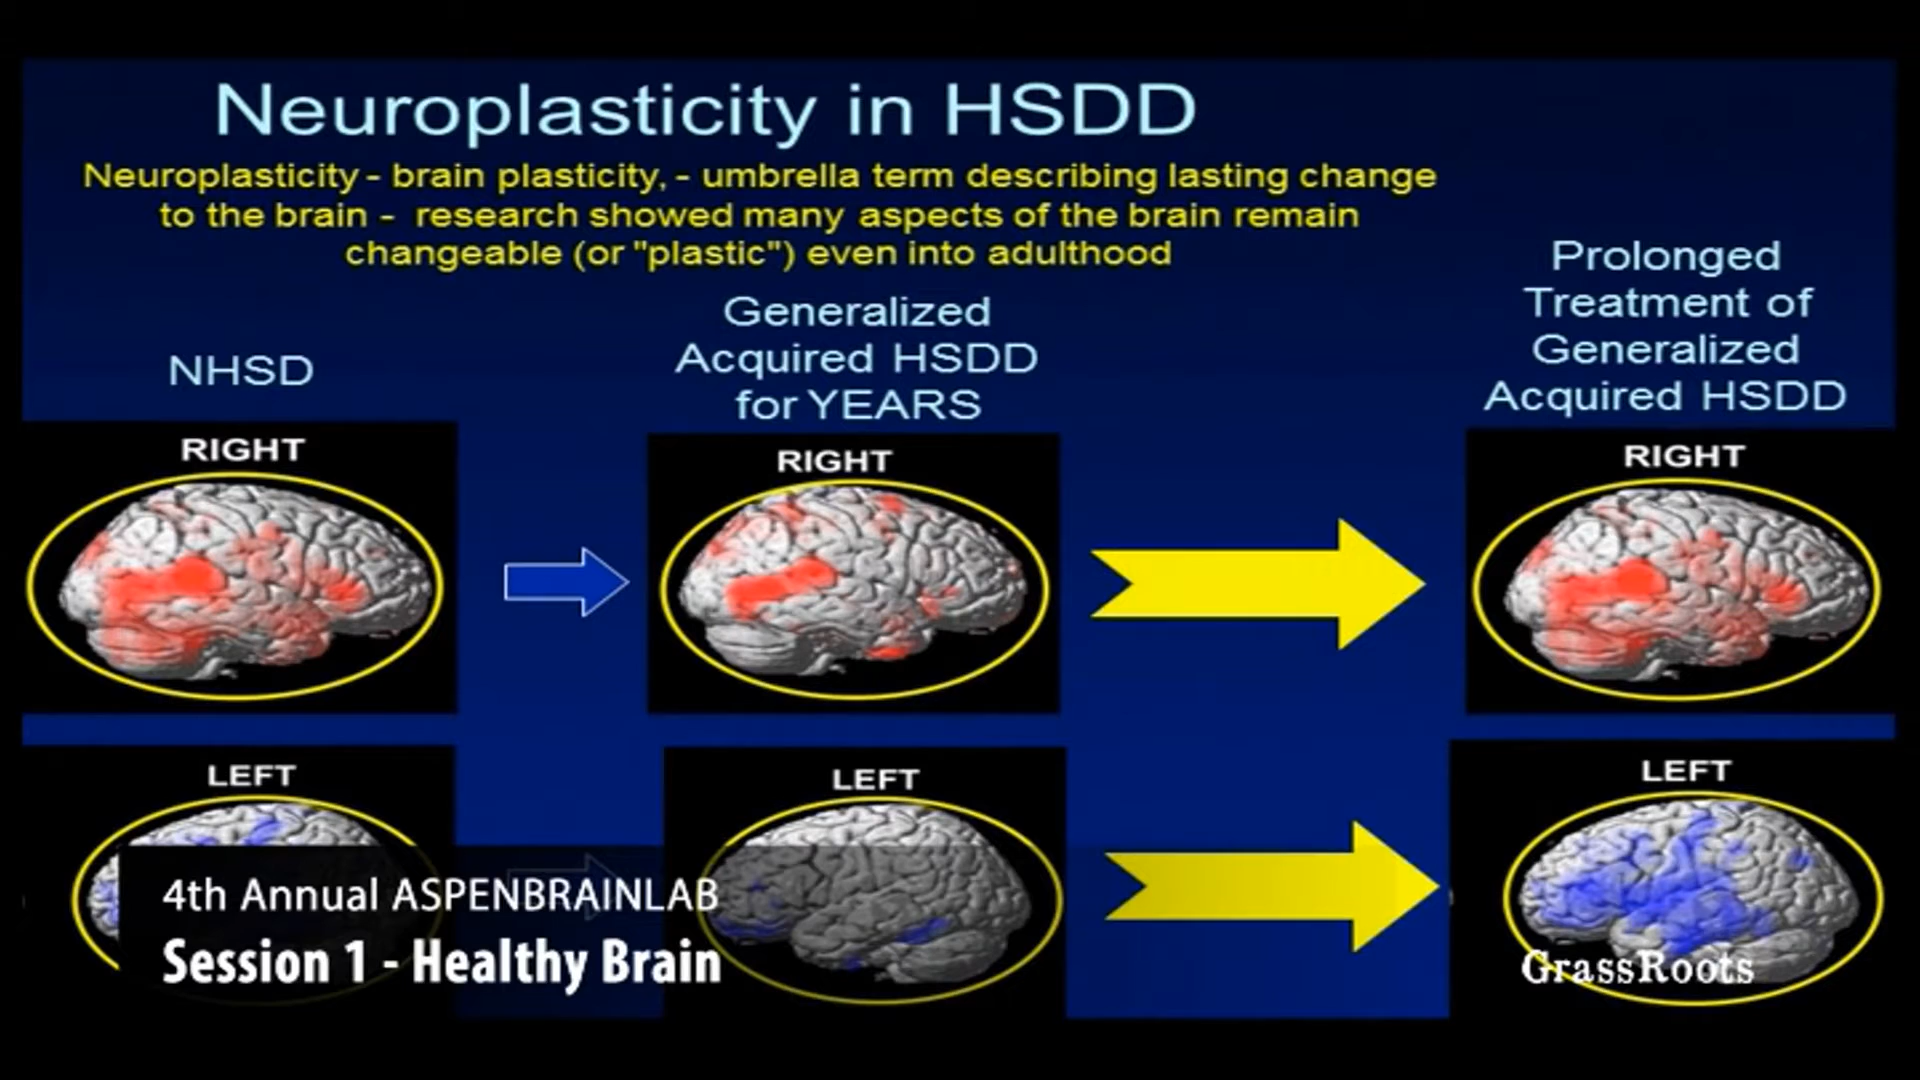 Neuroplasticity in HSDD
Neuroplasticity - brain plasticity, - umbrella term describing lasting change
to the brain - research showed many aspects of the brain remain
changeable (or "plastic") even into adulthood
NHSD
Generalized
Acquired HSDD
for YEARS
Prolonged
Treatment of
Generalized
Acquired HSDD
RIGHT
RIGHT
RIGHT
LEFT
LEFT
LEFT
4th Annual ASPENBRAINLAB
Session 1 - Healthy Brain
GrassRoots